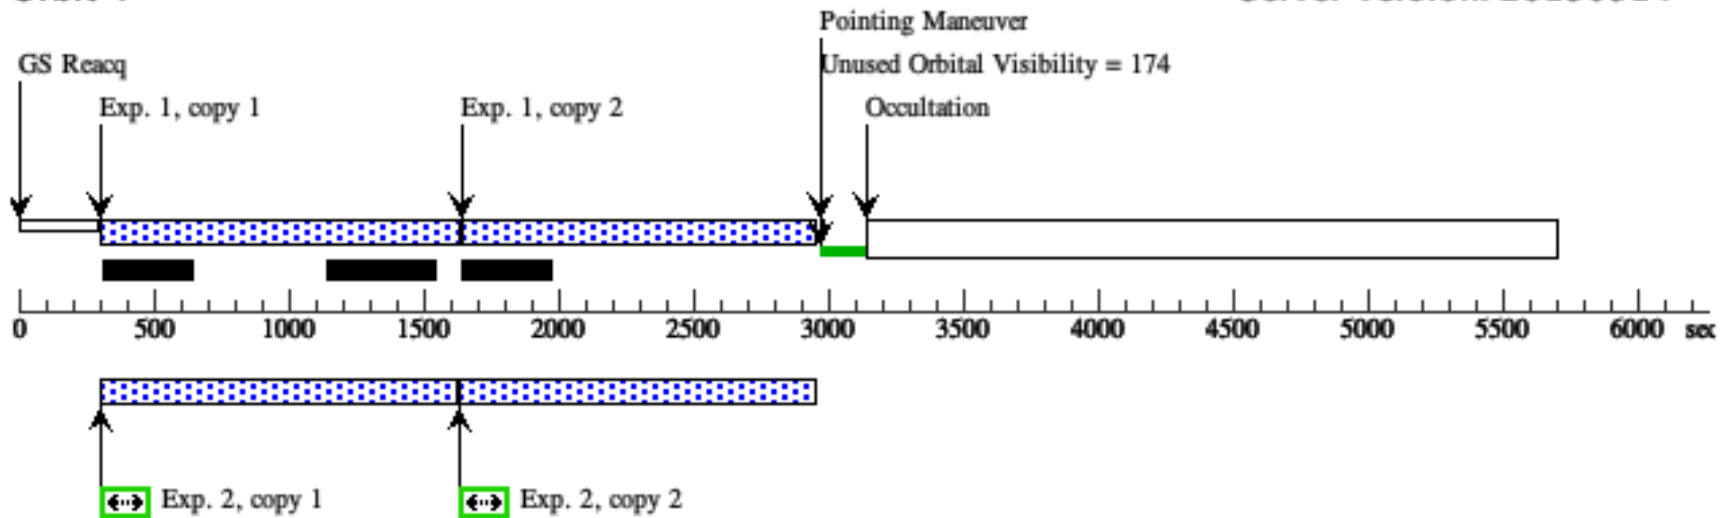 Pointing Maneuver
GS Reacq
Unused Orbital Visibility = 174
Exp. 1, copy 1
Exp. 1, copy 2
Occultation
0 500 1000 1500 2000 2500 3000 3500 4000 4500 5000 5500 6000 sec
Exp. 2, copy 1
Exp. 2, copy 2